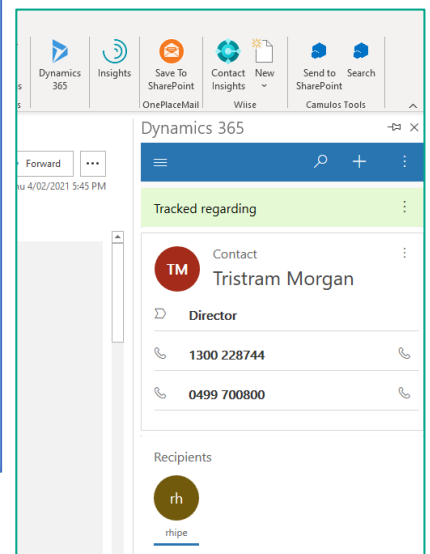 Dynamics 365
Insights
Save To SharePoint
Contact Insights
New
Send to SharePoint
Search
OnePlaceMail
Wiise
Camulos Tools
Dynamics 365
Forward
4/02/2021 5:45 PM
Tracked regarding
TM
Contact
Tristram Morgan
Director
1300 228744
0499 700800
Recipients
rh
rhipe